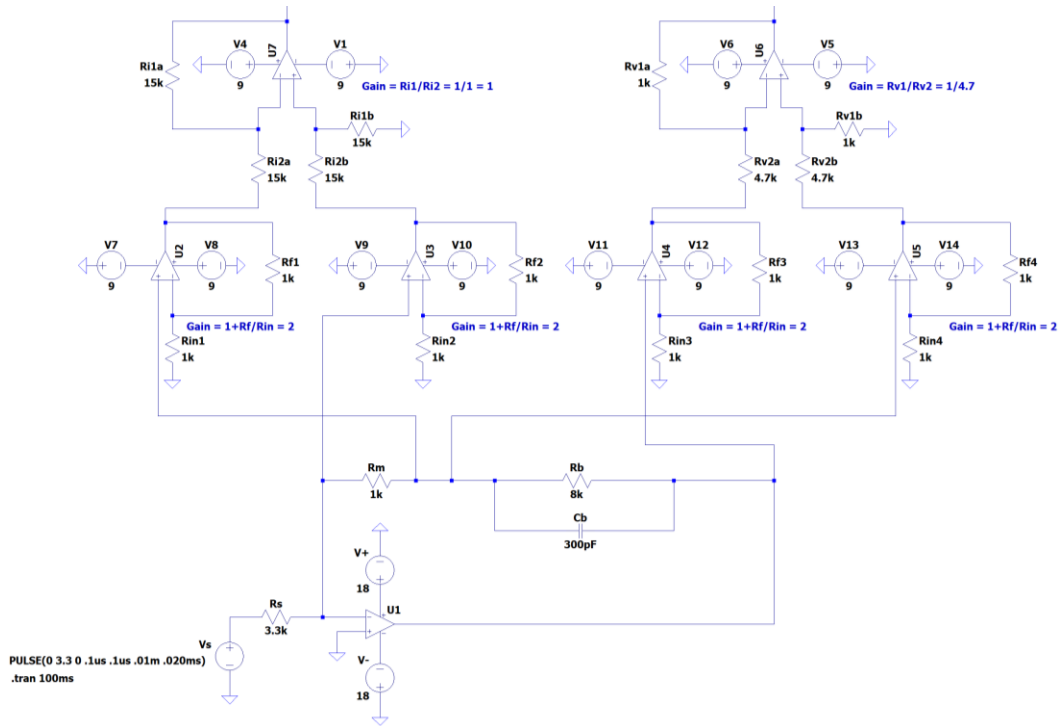 V4
9
U7
V1
9
Ri1a
15k
Gain = Ri1/Ri2 = 1/1 = 1
Ri1b
15k
Ri2a
15k
Ri2b
15k
V6
9
U6
V5
9
Rv1a
1k
Gain = Rv1/Rv2 = 1/4.7
Rv1b
1k
Rv2a
4.7k
Rv2b
4.7k
V7
9
U2
V8
9
Rf1
1k
Gain = 1+Rf/Rin = 2
Rin1
1k
V9
9
U3
V10
9
Rf2
1k
Gain = 1+Rf/Rin = 2
Rin2
1k
V11
9
U4
V12
9
Rf3
1k
Gain = 1+Rf/Rin = 2
Rin3
1k
V13
9
U5
V14
9
Rf4
1k
Gain = 1+Rf/Rin = 2
Rin4
1k
Rm
1k
Rb
8k
Cb
300pF
V+
18
U1
Rs
3.3k
Vs
PULSE(0 3.3 0 .1us .1us .01m .020ms)
.tran 100ms
V-
18